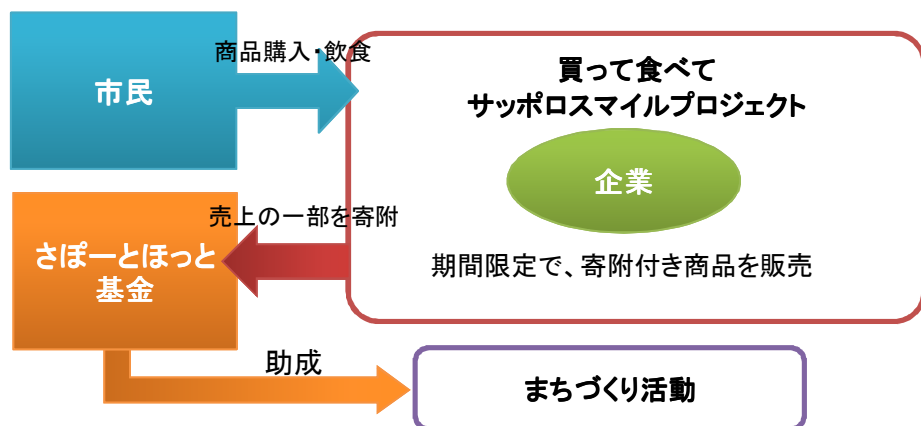 商品購入・飲食
市民
買って食べて
サッポロスマイルプロジェクト
企業
売上の一部を寄附
さぽーとほっと
基金
期間限定で、寄附付き商品を販売
助成
まちづくり活動